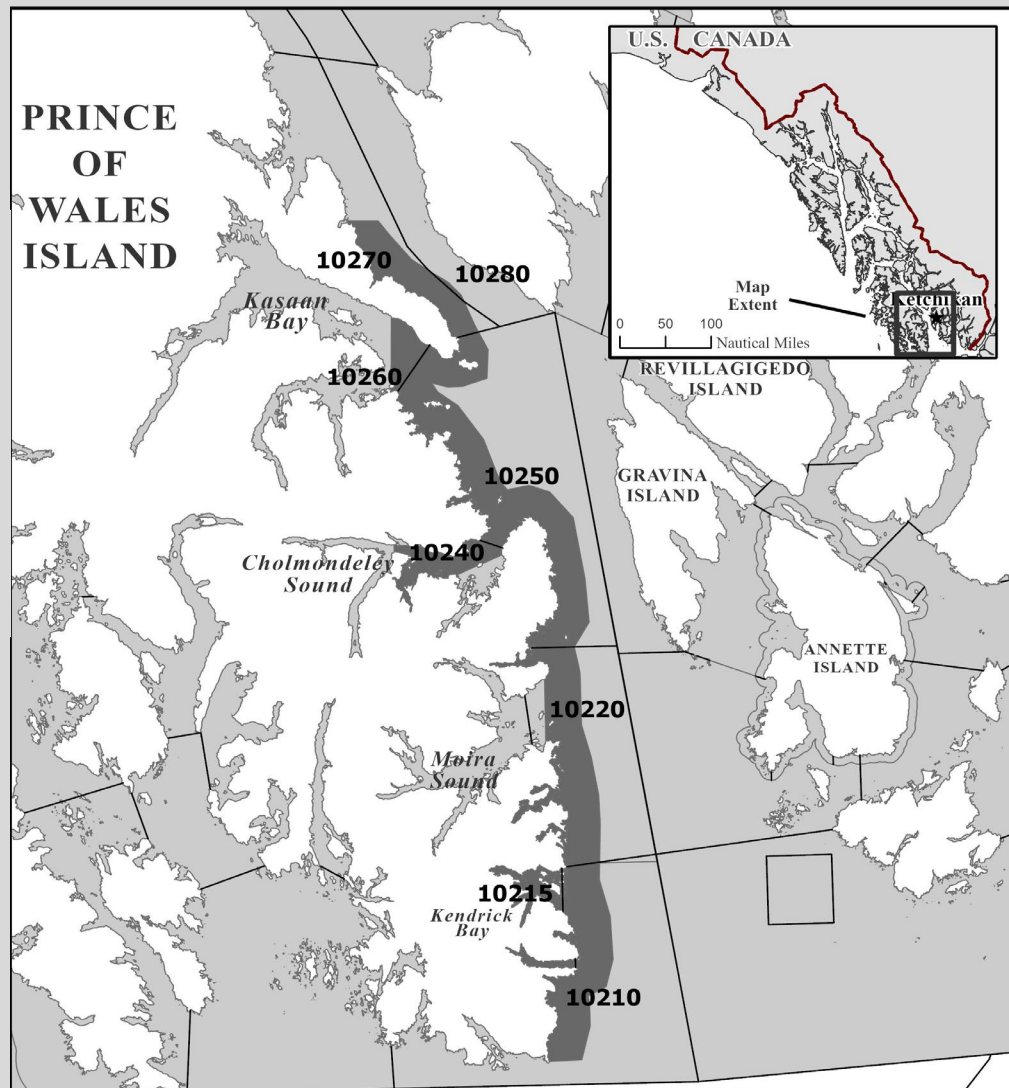 PRINCE
OF
WALES
ISLAND
U.S. CANADA
Map
Extent
Ketchikan
0 50 100
Nautical Miles
10270
10280
Kasaan
Bay
10260
REVILLAGIGEDO
ISLAND
10250
GRAVINA
ISLAND
10240
Cholmondeley
Sound
ANNETTE
ISLAND
10220
Moira
Sound
10215
Kendrick
Bay
10210